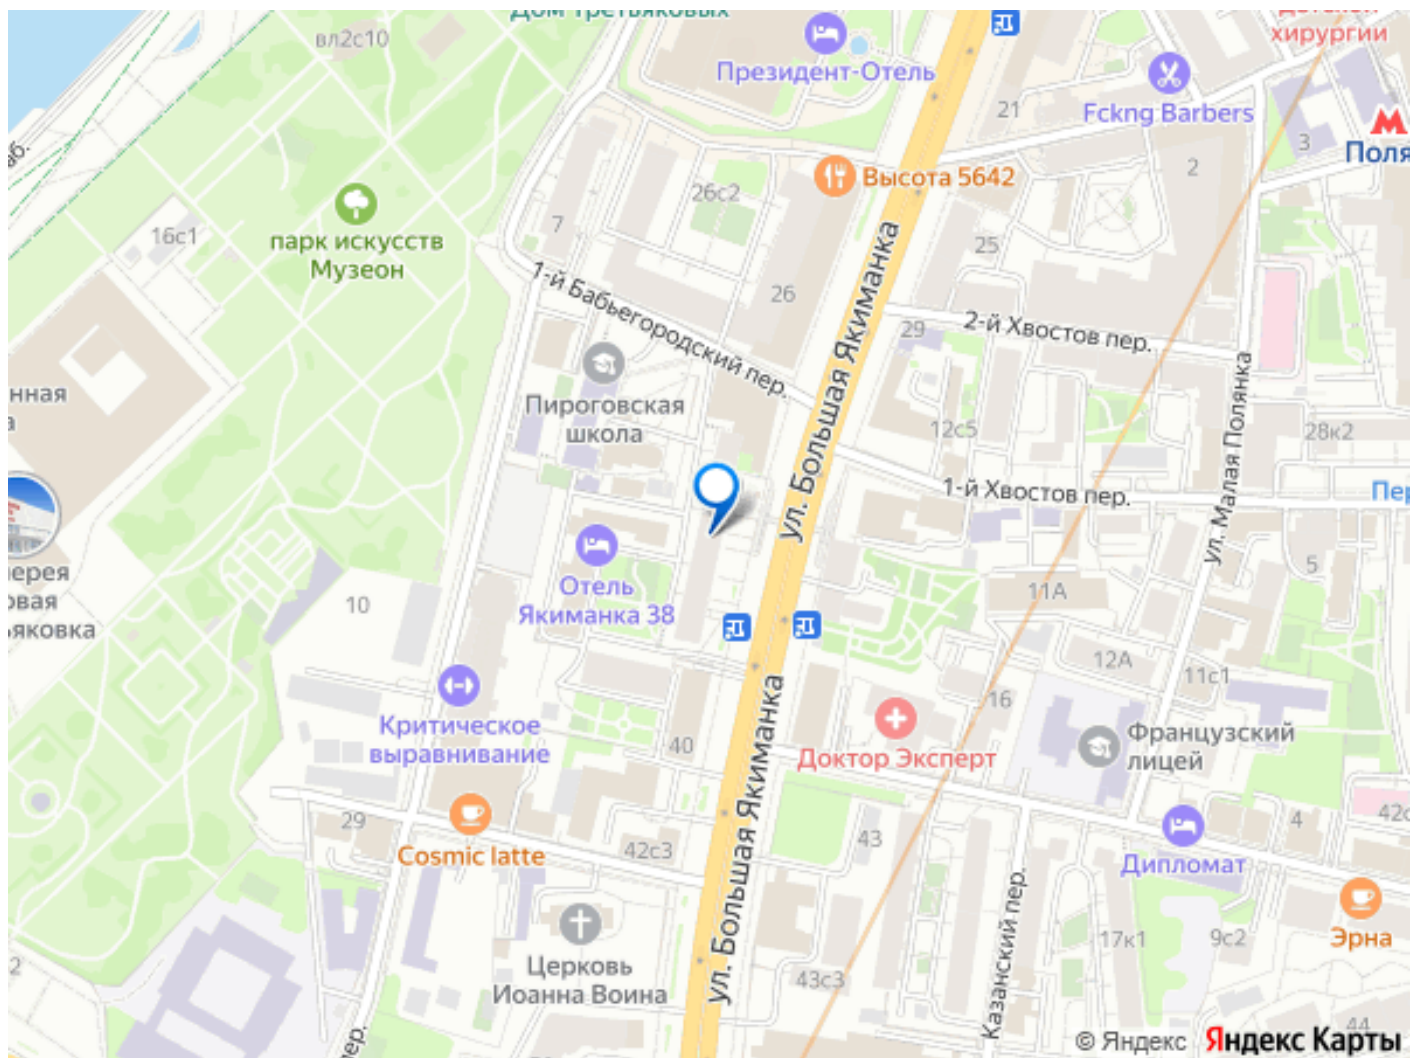 Дом Третьяковых
вл2с10
Президент-Отель
хирургии
21
Fckng Barbers
3
2
26с2
Высота 5642
7
16с1
парк искусств
Музеон
25
1-й Бабьегородский пер.
26
ул. Большая Якиманка
29
2-й Хвостов пер.
Пироговская
школа
12с5
28к2
1-й Хвостов пер.
ул. Малая Полянка
Отель
Якиманка 38
10
11А
5
12А
11с1
16
Критическое
выравнивание
40
Доктор Эксперт
Французский
лицей
ул. Большая Якиманка
29
Cosmic latte
42с3
43
4
Дипломат
Казанский пер.
17к1
9с2
Эрна
Церковь
Иоанна Воина
43с3
2
пер.
44
© Яндекс
Яндекс Карты